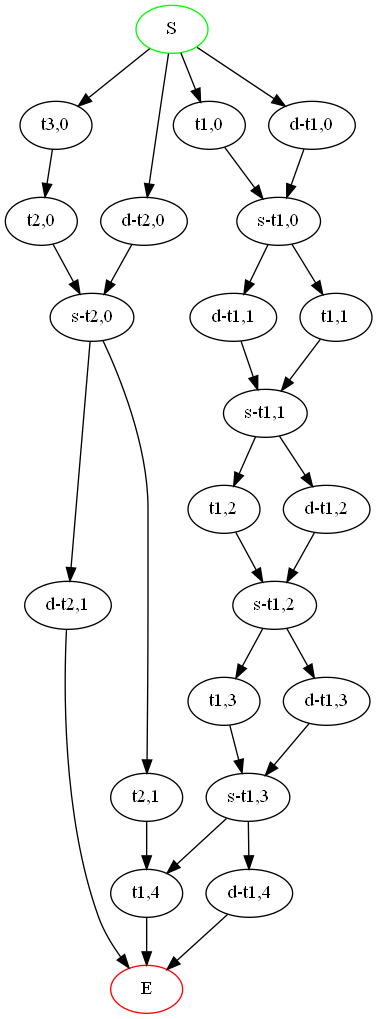 S
t3,0
t1,0
d-t1,0
t2,0
d-t2,0
s-t1,0
s-t2,0
d-t1,1
t1,1
s-t1,1
t1,2
d-t1,2
d-t2,1
s-t1,2
t1,3
d-t1,3
t2,1
s-t1,3
t1,4
d-t1,4
E